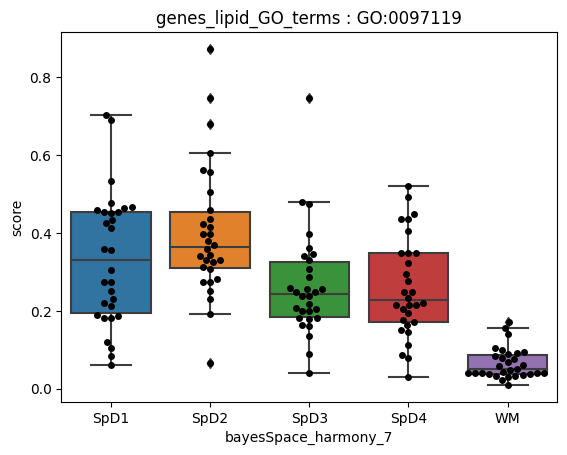 genes_lipid_GO_terms : GO:0097119
score
0.8
0.6
0.4
0.2
0.0
SpD1 SpD2 SpD3 SpD4 WM
bayesSpace_harmony_7